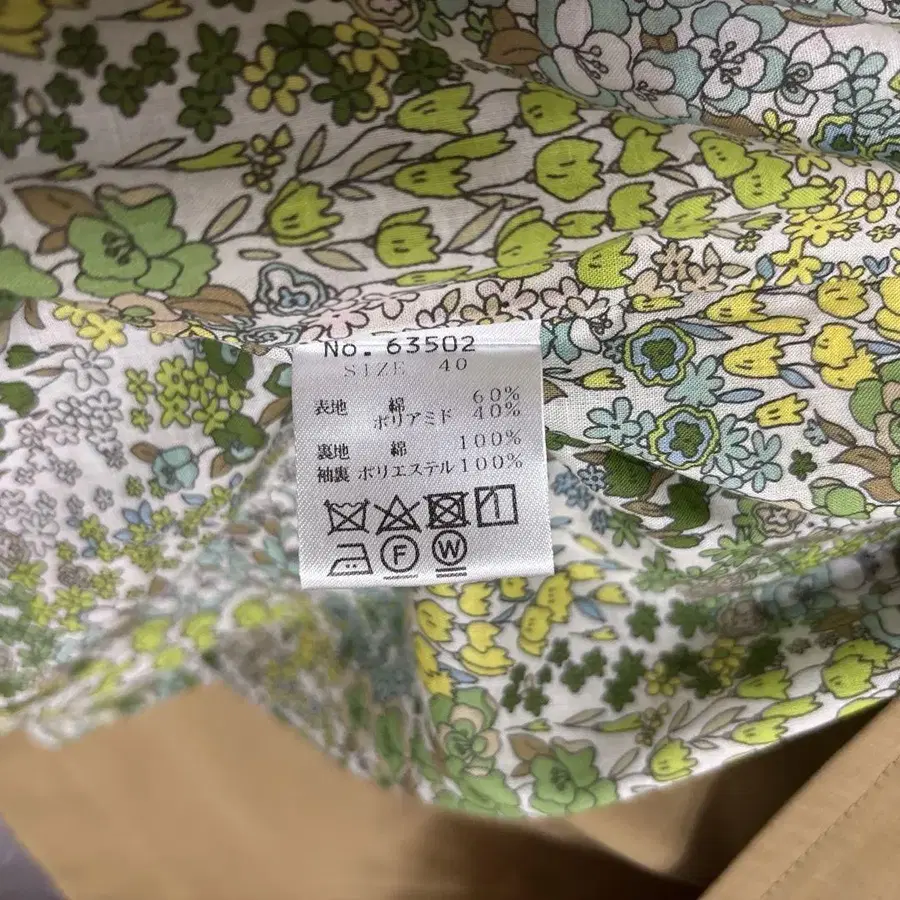 No. 63502
SIZE 40
表地 綿 60%
ポリアミド 40%
裏地 綿 100%
袖裏 ポリエステル 100%
F W